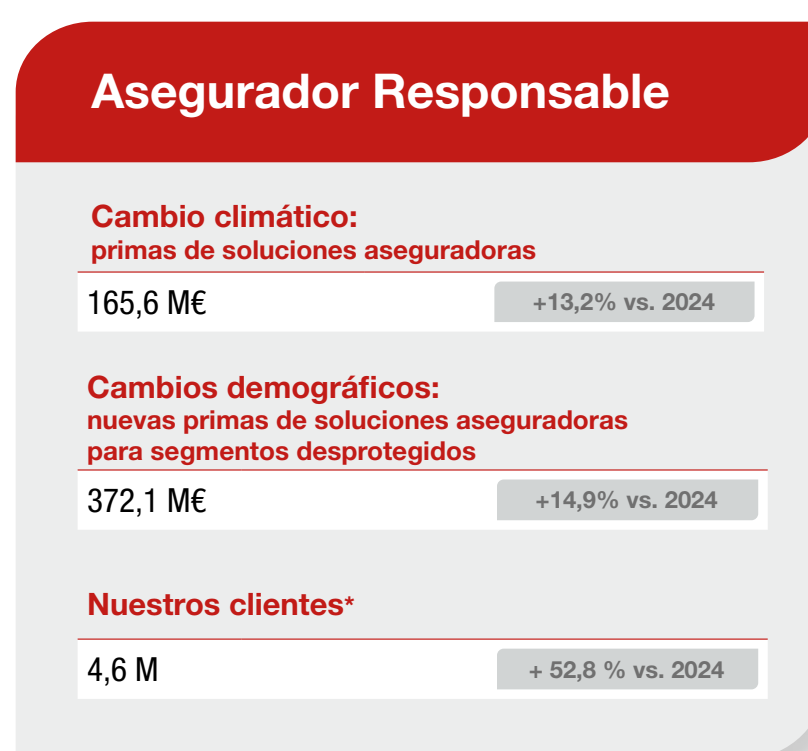 Asegurador Responsable
Cambio climático:
primas de soluciones aseguradoras
165,6 M€ +13,2% vs. 2024
Cambios demográficos:
nuevas primas de soluciones aseguradoras
para segmentos desprotegidos
372,1 M€ +14,9% vs. 2024
Nuestros clientes*
4,6 M + 52,8 % vs. 2024